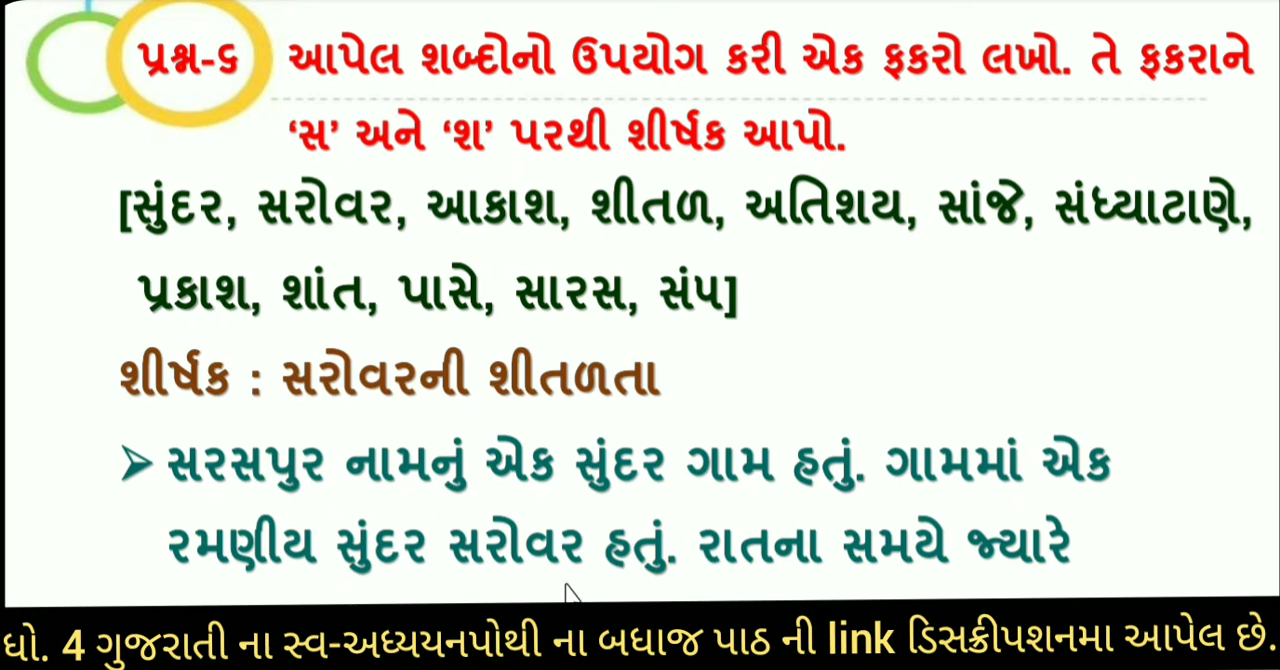 પ્રશ્ન-૬ આપેલ શબ્દોનો ઉપયોગ કરી એક ફકરો લખો. તે ફકરાને
‘સ’ અને ‘શ’ પરથી શીર્ષક આપો.
[સુંદર, સરોવર, આકાશ, શીતળ, અતિશય, સાંજે, સંધ્યાટાણે,
પ્રકાશ, શાંત, પાસે, સારસ, સંપ]
શીર્ષક : સરોવરની શીતળતા
➢ સરસપુર નામનું એક સુંદર ગામ હતું. ગામમાં એક
રમણીય સુંદર સરોવર હતું. રાતના સમયે જ્યારે
ધો. 4 ગુજરાતી ના સ્વ-અધ્યયનપોથી ના બધાજ પાઠ ની link ડિસક્રીપશનમા આપેલ છે.